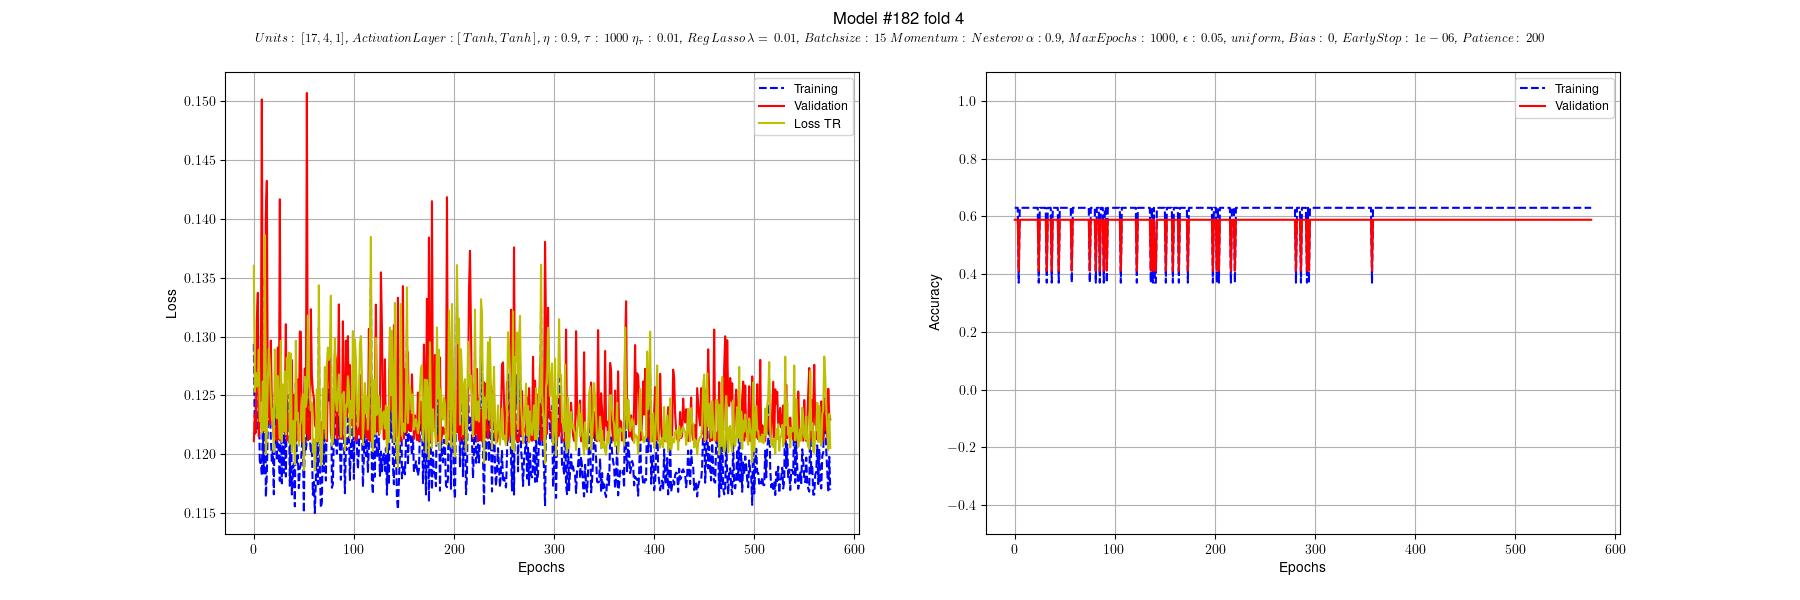 Model #182 fold 4
Units : [17, 4, 1], ActivationLayer : [Tanh, Tanh], η : 0.9, τ : 1000 ητ : 0.01, Reg Lasso λ = 0.01, Batchsize : 15 Momentum : Nesterov α : 0.9, MaxEpochs : 1000, ϵ : 0.05, uniform, Bias : 0, EarlyStop : 1e − 06, Patience : 200
Training
Validation
Loss TR
0.150
0.145
0.140
0.135
0.130
0.125
0.120
0.115
Loss
0 100 200 300 400 500 600
Epochs
Training
Validation
1.0
0.8
0.6
0.4
0.2
0.0
−0.2
−0.4
Accuracy
0 100 200 300 400 500 600
Epochs